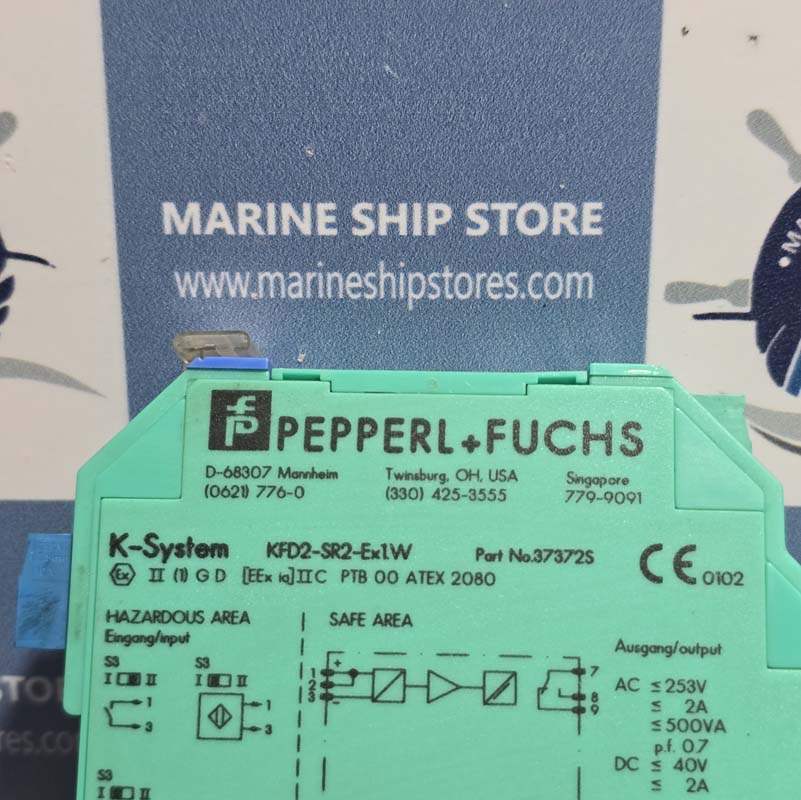 MARINE SHIP STORE
www.marineshipstores.com
PEPPERL+FUCHS
D-68307 Mannheim
(0621) 776-0
Twinsburg, OH, USA
(330) 425-3555
Singapore
779-9091
K-System KFD2-SR2-Ex1.W Part No.37372S
CE 0102
Ex II (1) G D [EEx ia] II C PTB 00 ATEX 2080
HAZARDOUS AREA
Eingang/input
SAFE AREA
S3
I II
1
3
S3
I II
1
3
1 +
2
3 -
7
8
9
Ausgang/output
AC ≤ 253V
≤ 2A
≤ 500VA
p.f. 0.7
DC ≤ 40V
≤ 2A
S3
I II